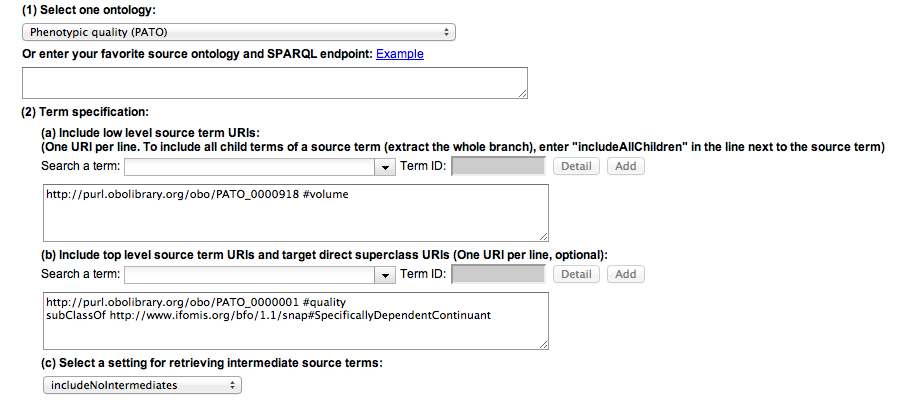 (1) Select one ontology:
Phenotypic quality (PATO)
Or enter your favorite source ontology and SPARQL endpoint: Example
(2) Term specification:
(a) Include low level source term URIs:
(One URI per line. To include all child terms of a source term (extract the whole branch), enter "includeAllChildren" in the line next to the source term)
Search a term: Term ID: Detail Add
http://purl.obolibrary.org/obo/PATO_0000918 #volume
(b) Include top level source term URIs and target direct superclass URIs (One URI per line, optional):
Search a term: Term ID: Detail Add
http://purl.obolibrary.org/obo/PATO_0000001 #quality
subClassOf http://www.ifomis.org/bfo/1.1/snap#SpecificallyDependentContinuant
(c) Select a setting for retrieving intermediate source terms:
includeNoIntermediates